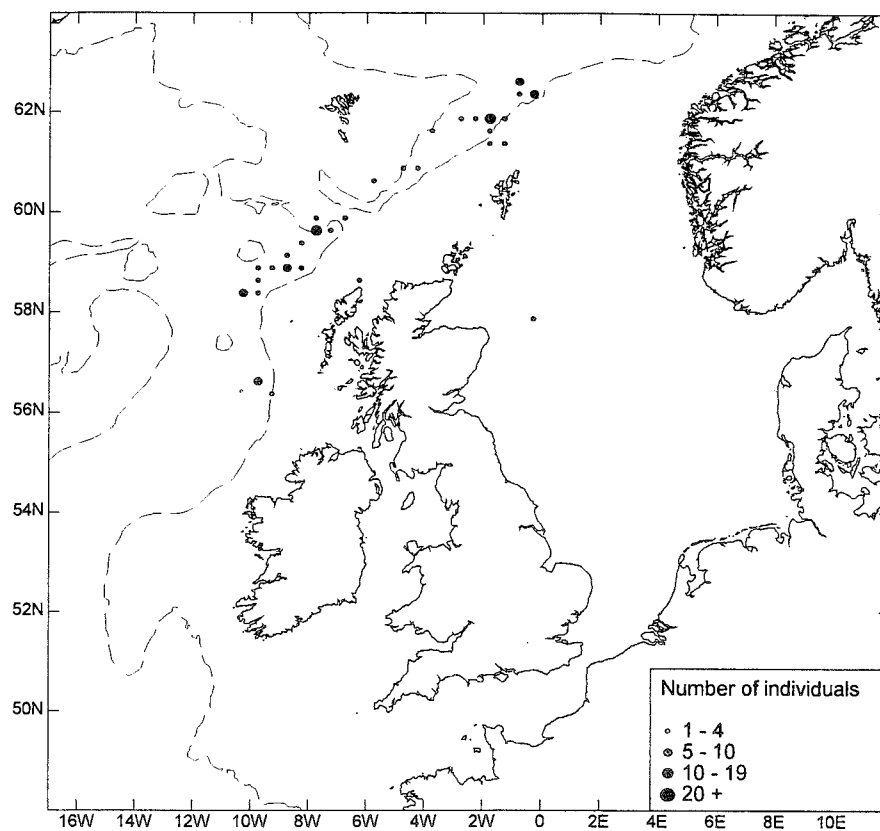 62N
60N
58N
56N
54N
52N
50N
Number of individuals
1 - 4
5 - 10
10 - 19
20 +
16W 14W 12W 10W 8W 6W 4W 2W 0 2E 4E 6E 8E 10E